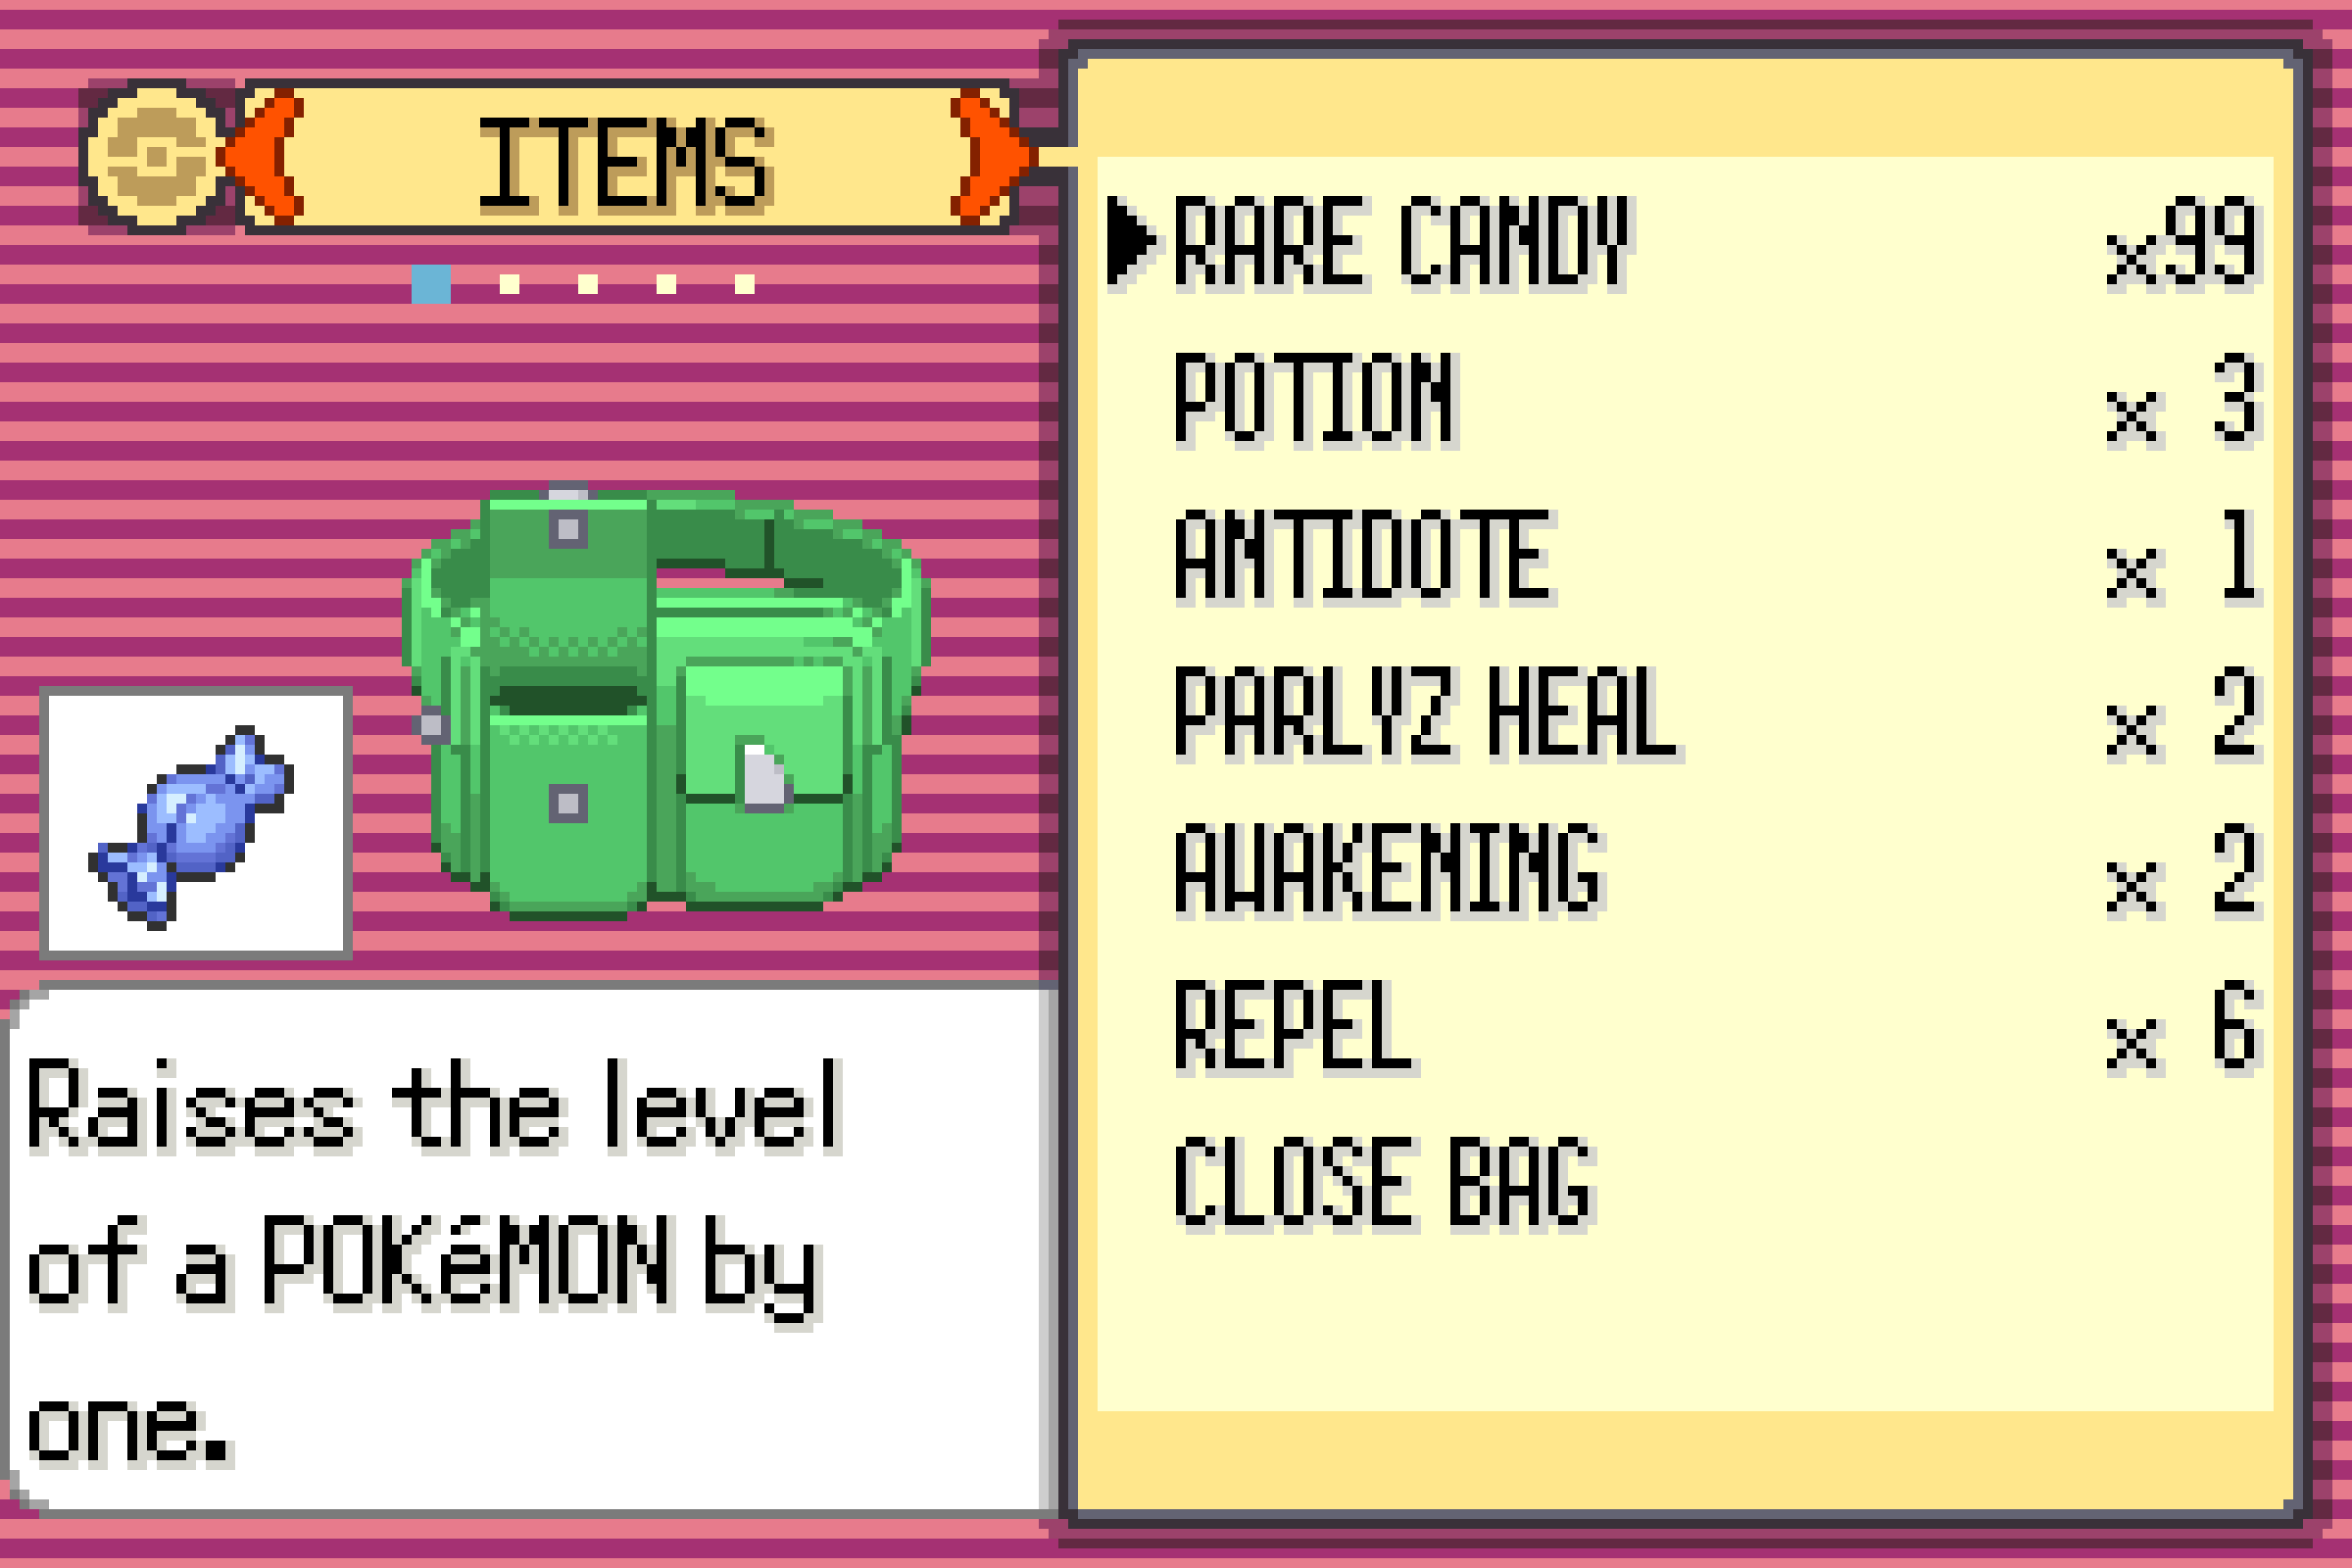 ITEMS
RARE CANDY ×99
POTION × 3
ANTIDOTE × 1
PARLYZ HEAL × 2
AWAKENING × 2
REPEL × 6
CLOSE BAG
Raises the level
of a POKéMON by
one.